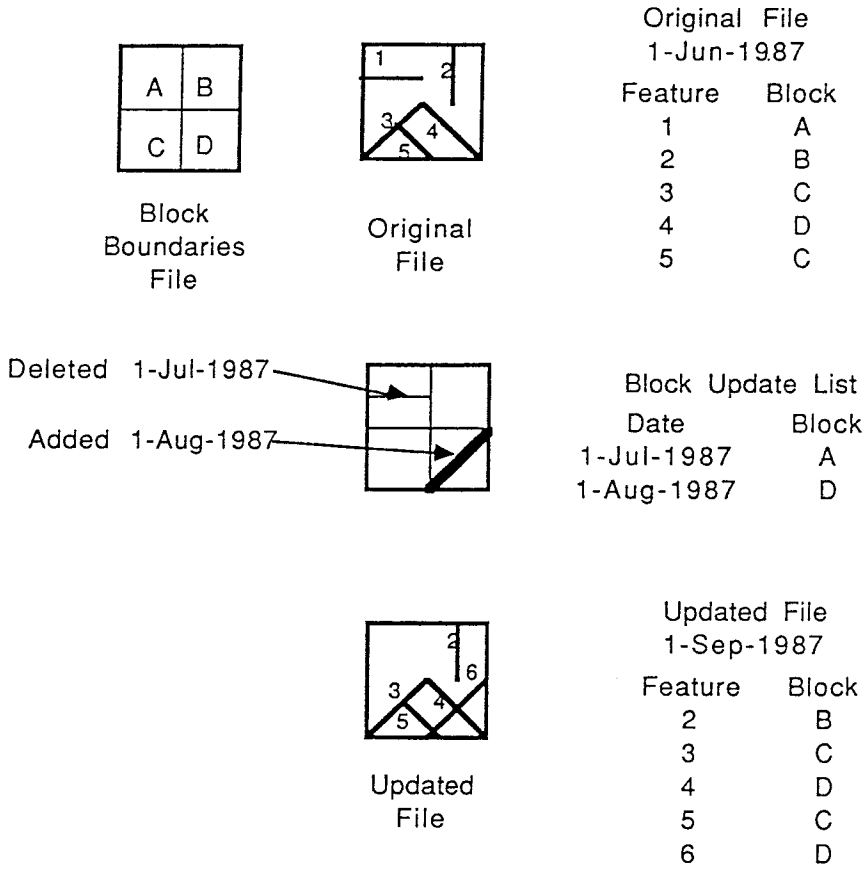 A B
C D
Block
Boundaries
File
1
2
3
4
5
Original
File
Original File
1-Jun-1987
Feature Block
1 A
2 B
3 C
4 D
5 C
Deleted 1-Jul-1987
Added 1-Aug-1987
Block Update List
Date Block
1-Jul-1987 A
1-Aug-1987 D
2
6
3
4
5
Updated
File
Updated File
1-Sep-1987
Feature Block
2 B
3 C
4 D
5 C
6 D